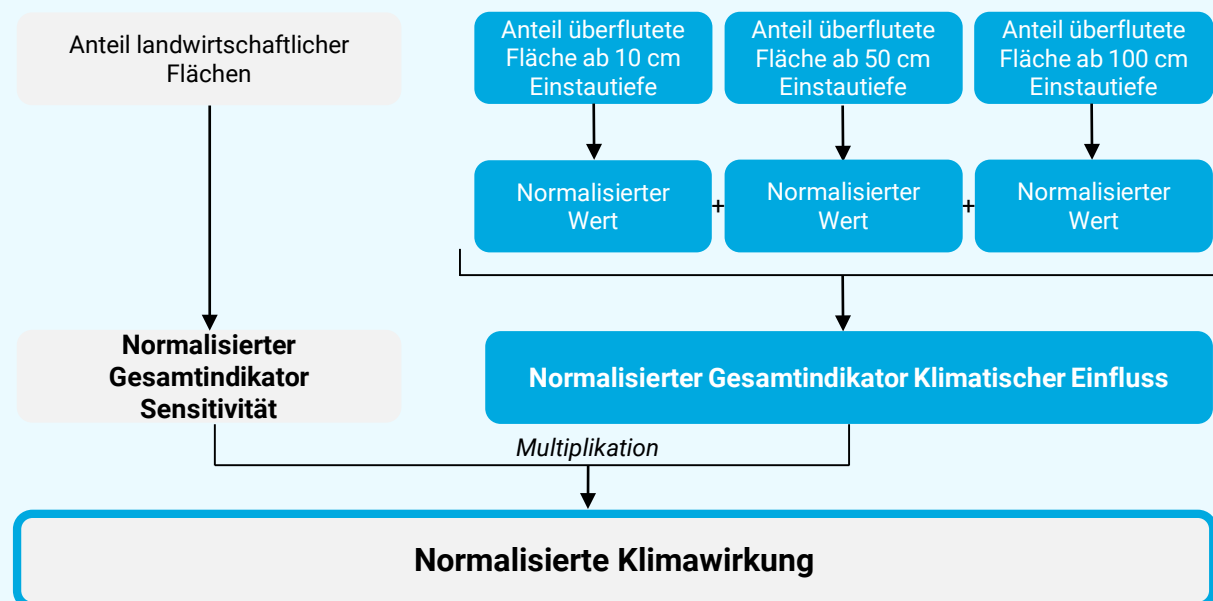 Anteil landwirtschaftlicher
Flächen
Anteil überflutete
Fläche ab 10 cm
Einstautiefe
Anteil überflutete
Fläche ab 50 cm
Einstautiefe
Anteil überflutete
Fläche ab 100 cm
Einstautiefe
Normalisierter
Wert
+
Normalisierter
Wert
+
Normalisierter
Wert
Normalisierter
Gesamtindikator
Sensitivität
Normalisierter Gesamtindikator Klimatischer Einfluss
Multiplikation
Normalisierte Klimawirkung